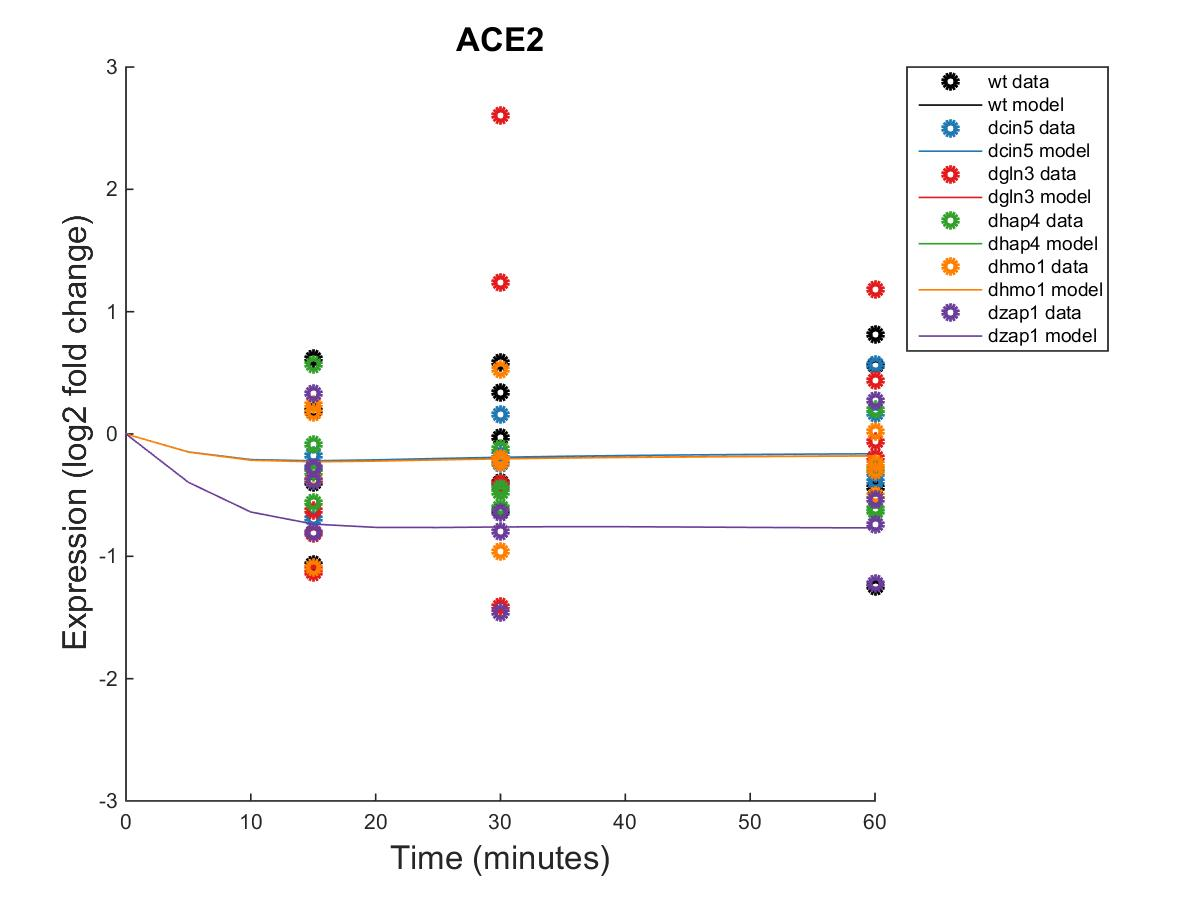 ACE2
3
2
1
0
-1
-2
-3
Expression (log2 fold change)
0 10 20 30 40 50 60
Time (minutes)
wt data
wt model
dcin5 data
dcin5 model
dgln3 data
dgln3 model
dhap4 data
dhap4 model
dhmo1 data
dhmo1 model
dzap1 data
dzap1 model